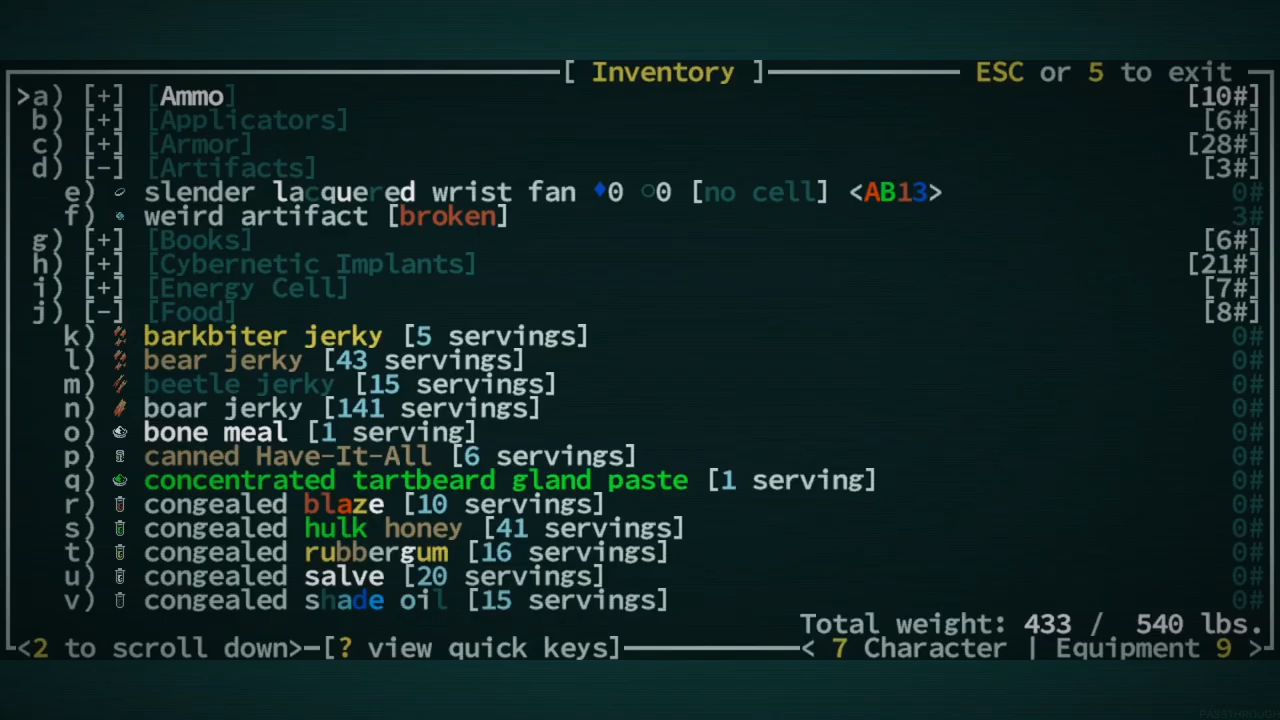 [ Inventory ] ESC or 5 to exit
>a) [+] [Ammo] [10#]
b) [+] [Applicators] [6#]
c) [+] [Armor] [28#]
d) [-] [Artifacts] [3#]
e) slender lacquered wrist fan ♦0 ○0 [no cell] <AB13> 0#
f) weird artifact [broken] 3#
g) [+] [Books] [6#]
h) [+] [Cybernetic Implants] [21#]
i) [+] [Energy Cell] [7#]
j) [-] [Food] [8#]
k) barkbiter jerky [5 servings] 0#
l) bear jerky [43 servings] 0#
m) beetle jerky [15 servings] 0#
n) boar jerky [141 servings] 0#
o) bone meal [1 serving] 0#
p) canned Have-It-All [6 servings] 0#
q) concentrated tartbeard gland paste [1 serving] 0#
r) congealed blaze [10 servings] 0#
s) congealed hulk honey [41 servings] 0#
t) congealed rubbergum [16 servings] 0#
u) congealed salve [20 servings] 0#
v) congealed shade oil [15 servings] 0#
Total weight: 433 / 540 lbs.
<2 to scroll down> [? view quick keys] < 7 Character | Equipment 9 >